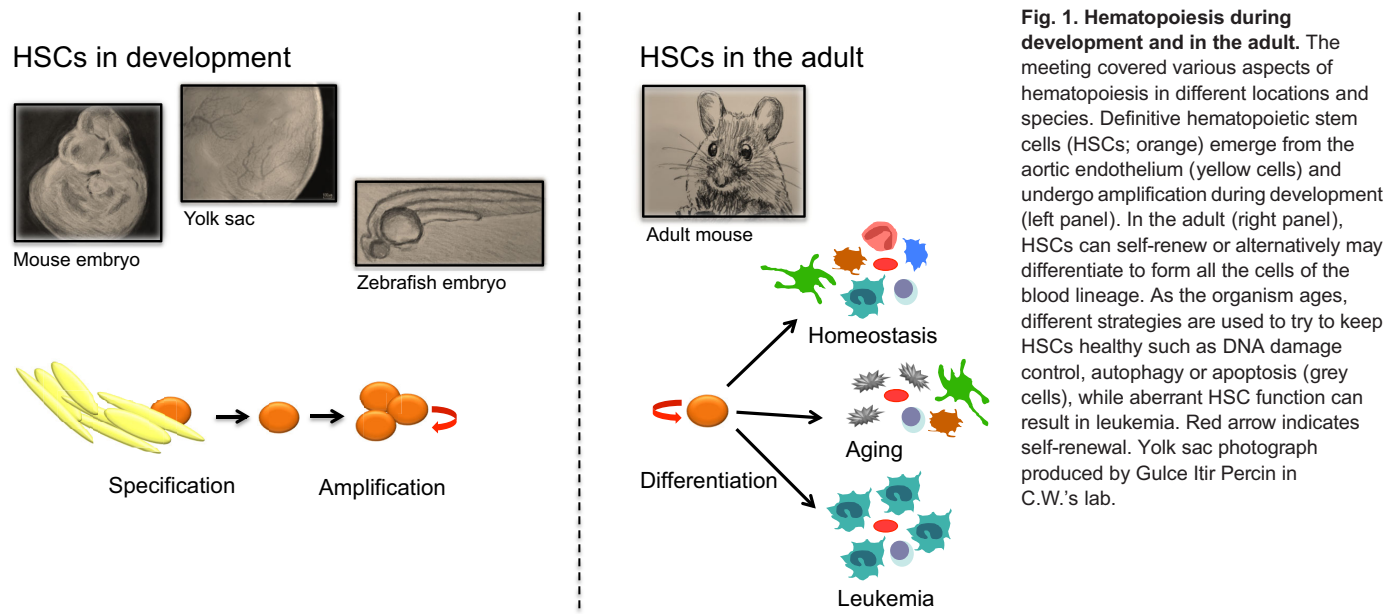 HSCs in development
Mouse embryo
Yolk sac
Zebrafish embryo
Specification
Amplification
HSCs in the adult
Adult mouse
Homeostasis
Differentiation
Aging
Leukemia
Fig. 1. Hematopoiesis during
development and in the adult. The
meeting covered various aspects of
hematopoiesis in different locations and
species. Definitive hematopoietic stem
cells (HSCs; orange) emerge from the
aortic endothelium (yellow cells) and
undergo amplification during development
(left panel). In the adult (right panel),
HSCs can self-renew or alternatively may
differentiate to form all the cells of the
blood lineage. As the organism ages,
different strategies are used to try to keep
HSCs healthy such as DNA damage
control, autophagy or apoptosis (grey
cells), while aberrant HSC function can
result in leukemia. Red arrow indicates
self-renewal. Yolk sac photograph
produced by Gulce Itir Percin in
C.W.'s lab.